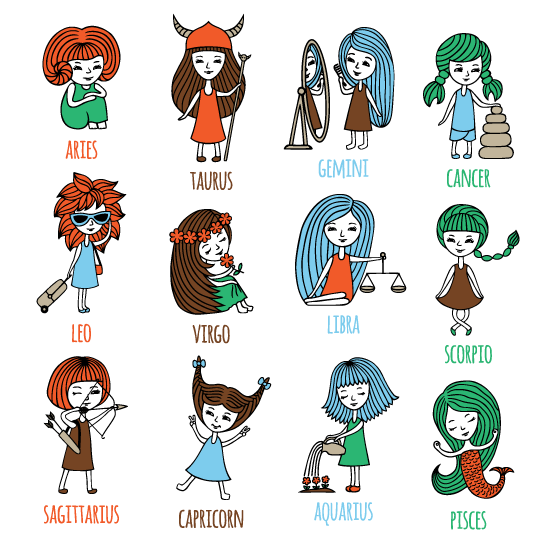 ARIES
TAURUS
GEMINI
CANCER
LEO
VIRGO
LIBRA
SCORPIO
SAGITTARIUS
CAPRICORN
AQUARIUS
PISCES